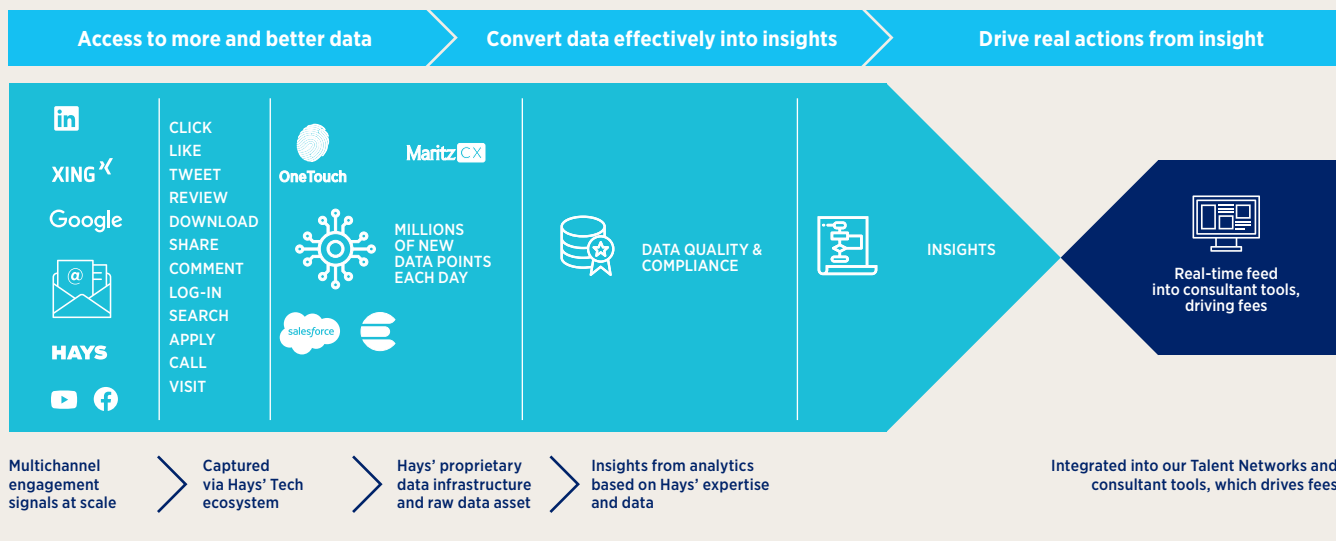 Access to more and better data
Convert data effectively into insights
Drive real actions from insight
in
XING
Google
@
HAYS
CLICK
LIKE
TWEET
REVIEW
DOWNLOAD
SHARE
COMMENT
LOG-IN
SEARCH
APPLY
CALL
VISIT
OneTouch
Maritz CX
MILLIONS
OF NEW
DATA POINTS
EACH DAY
salesforce
DATA QUALITY &
COMPLIANCE
INSIGHTS
Real-time feed
into consultant tools,
driving fees
Multichannel
engagement
signals at scale
Captured
via Hays’ Tech
ecosystem
Hays’ proprietary
data infrastructure
and raw data asset
Insights from analytics
based on Hays’ expertise
and data
Integrated into our Talent Networks and
consultant tools, which drives fees